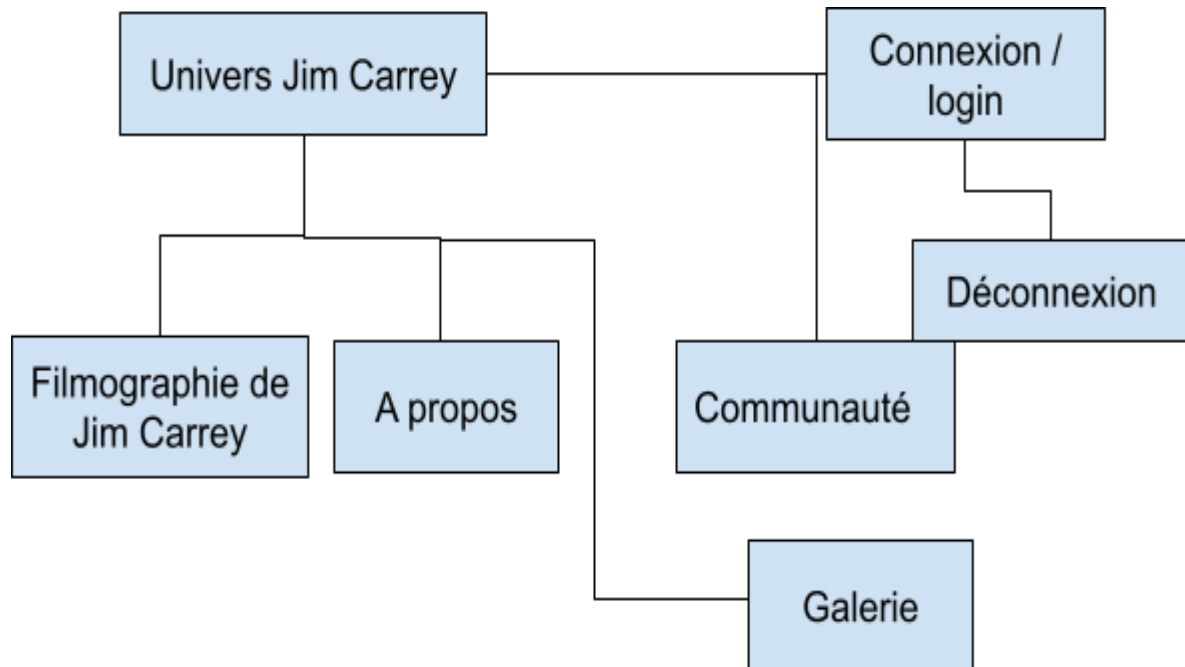 Univers Jim Carrey
Connexion /
login
Déconnexion
Filmographie de
Jim Carrey
A propos
Communauté
Galerie